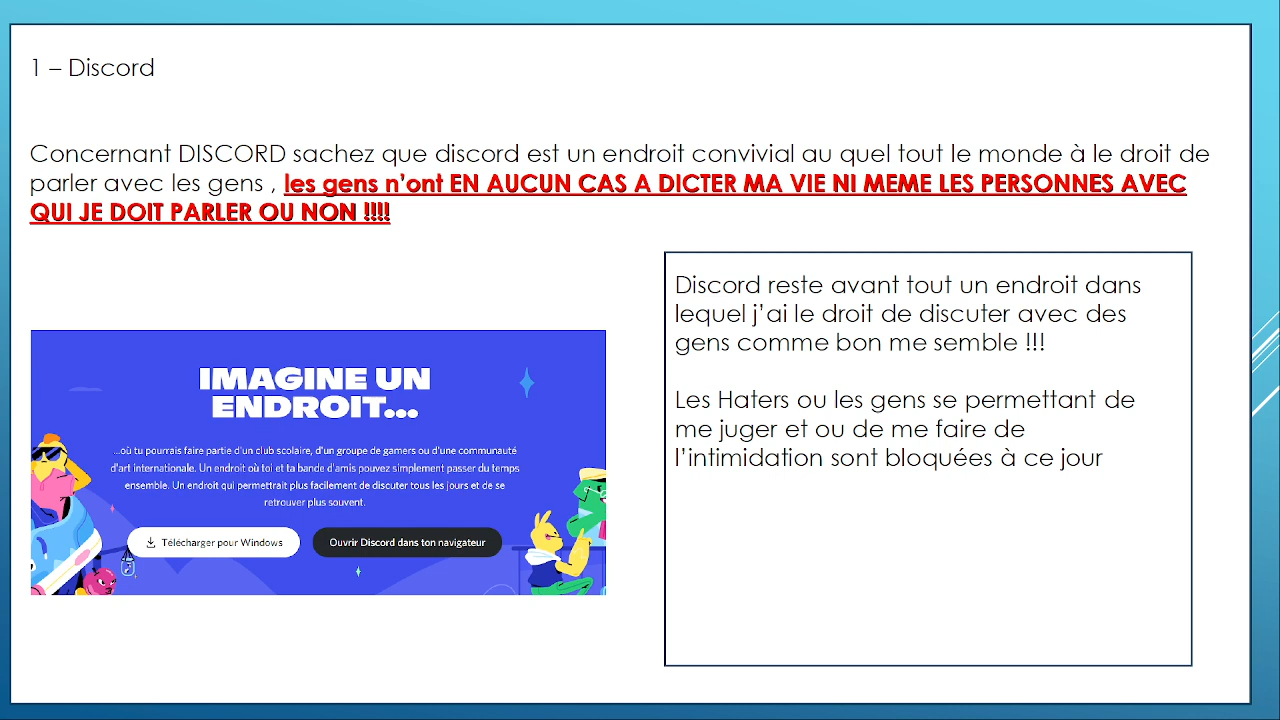 1 – Discord
Concernant DISCORD sachez que discord est un endroit convivial au quel tout le monde à le droit de
parler avec les gens , les gens n’ont EN AUCUN CAS A DICTER MA VIE NI MEME LES PERSONNES AVEC
QUI JE DOIT PARLER OU NON !!!!
Discord reste avant tout un endroit dans
lequel j’ai le droit de discuter avec des
gens comme bon me semble !!!
Les Haters ou les gens se permettant de
me juger et ou de me faire de
l’intimidation sont bloquées à ce jour
IMAGINE UN
ENDROIT...
...où tu pourrais faire partie d'un club scolaire, d'un groupe de gamers ou d'une communauté
d'art internationale. Un endroit où toi et ta bande d'amis pouvez simplement passer du temps
ensemble. Un endroit qui permettrait plus facilement de discuter tous les jours et de se
retrouver plus souvent.
Télécharger pour Windows
Ouvrir Discord dans ton navigateur